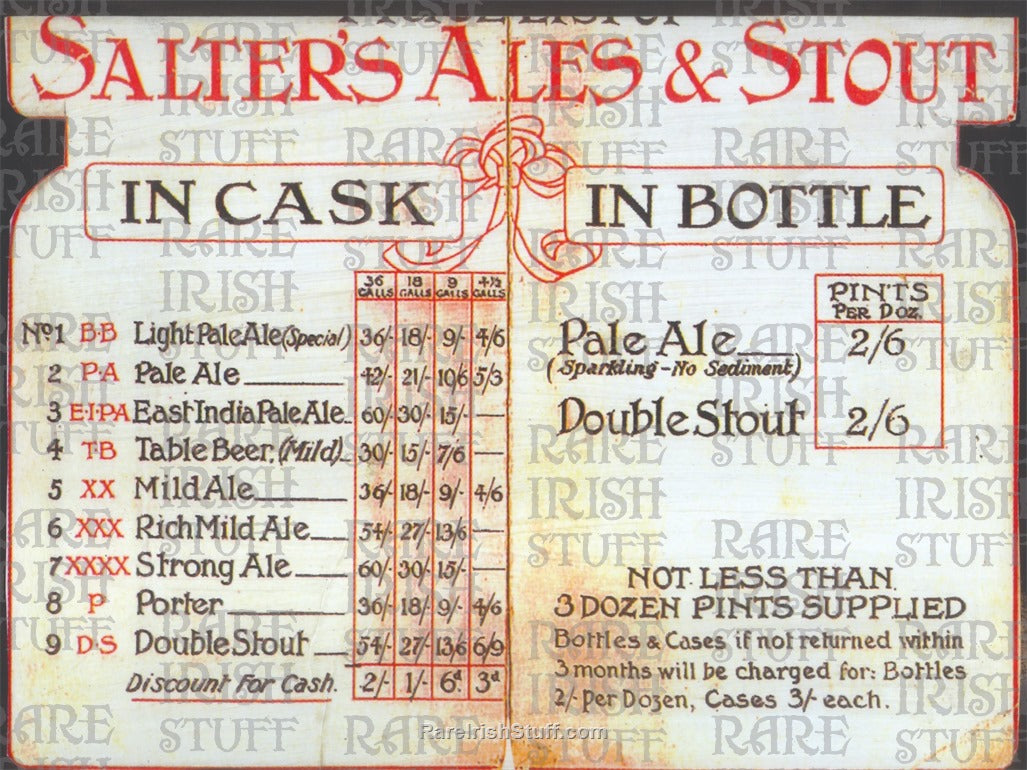 PRICE LIST OF
SALTER'S ALES & STOUT
IN CASK
36 GALLS 18 GALLS 9 GALLS 4½ GALLS
Nº1 B·B Light Pale Ale (Special) 36/- 18/- 9/- 4/6
2 P·A Pale Ale 42/- 21/- 10/6 5/3
3 E·I·PA East India Pale Ale 60/- 30/- 15/- —
4 T·B Table Beer, (Mild) 30/- 15/- 7/6 —
5 XX Mild Ale 36/- 18/- 9/- 4/6
6 XXX Rich Mild Ale 54/- 27/- 13/6 —
7 XXXX Strong Ale 60/- 30/- 15/- —
8 P Porter 36/- 18/- 9/- 4/6
9 D·S Double Stout 54/- 27/- 13/6 6/9
Discount For Cash. 2/- 1/- 6d 3d
IN BOTTLE
PINTS
PER DOZ.
Pale Ale 2/6
(Sparkling - No Sediment)
Double Stout 2/6
NOT LESS THAN
3 DOZEN PINTS SUPPLIED
Bottles & Cases if not returned within
3 months will be charged for: Bottles
2/- per Dozen, Cases 3/- each.
RareIrishStuff.com